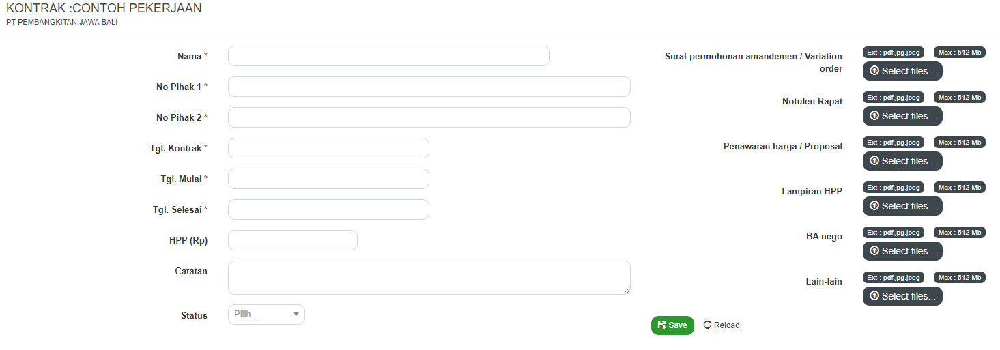 KONTRAK :CONTOH PEKERJAAN
PT PEMBANGKITAN JAWA BALI
Nama *
No Pihak 1 *
No Pihak 2 *
Tgl. Kontrak *
Tgl. Mulai *
Tgl. Selesai *
HPP (Rp)
Catatan
Status
Pilih...
Surat permohonan amandemen / Variation
order
Ext : pdf,jpg,jpeg
Max : 512 Mb
Select files...
Notulen Rapat
Ext : pdf,jpg,jpeg
Max : 512 Mb
Select files...
Penawaran harga / Proposal
Ext : pdf,jpg,jpeg
Max : 512 Mb
Select files...
Lampiran HPP
Ext : pdf,jpg,jpeg
Max : 512 Mb
Select files...
BA nego
Ext : pdf,jpg,jpeg
Max : 512 Mb
Select files...
Lain-lain
Ext : pdf,jpg,jpeg
Max : 512 Mb
Select files...
Save
Reload